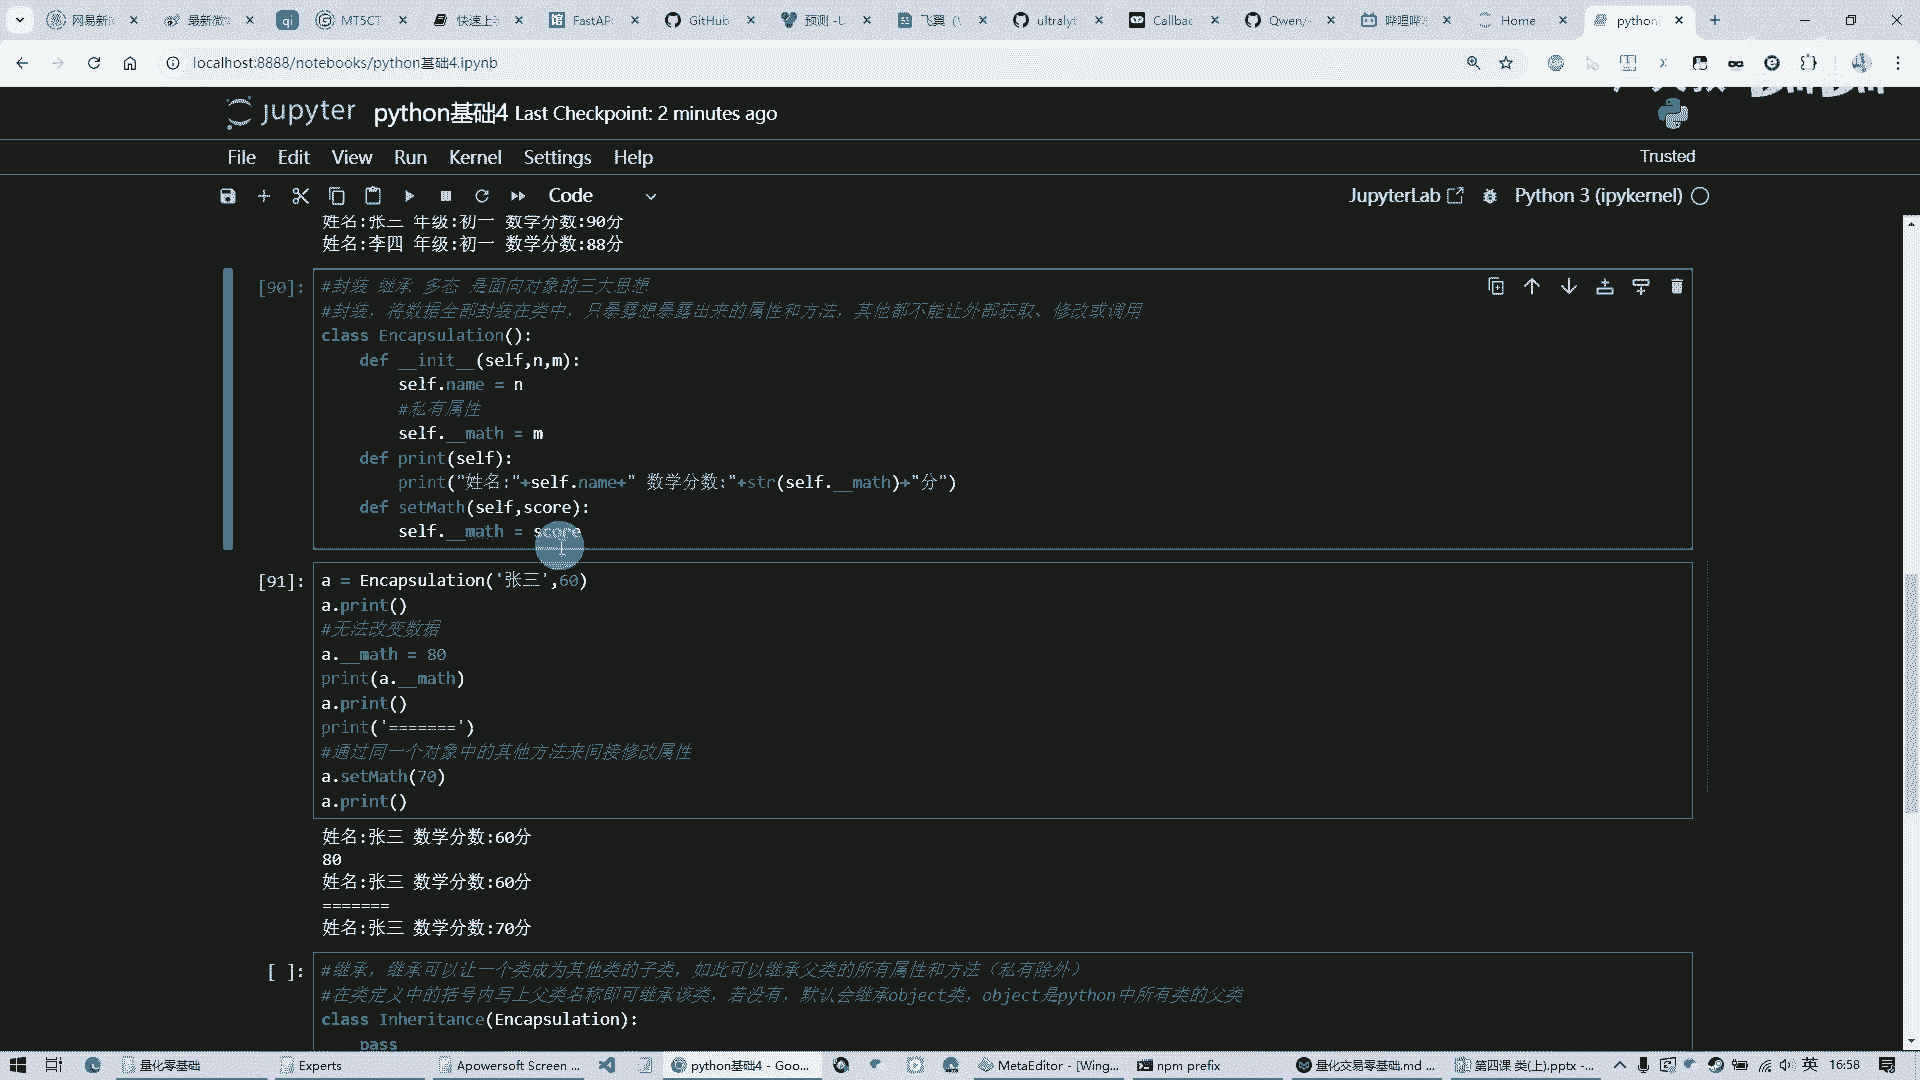 网易新
最新微
qi
MT5CT
快速上
FastAP
GitHub
预测 - U
飞翼
ultralyt
Callbac
Qwen/-
哔哩哔
Home
python
localhost:8888/notebooks/python基础4.ipynb
jupyter python基础4 Last Checkpoint: 2 minutes ago
File Edit View Run Kernel Settings Help
Trusted
Code
JupyterLab
Python 3 (ipykernel)
姓名:张三 年级:初一 数学分数:90分
姓名:李四 年级:初一 数学分数:88分
[90]:
#封装 继承 多态 是面向对象的三大思想
#封装，将数据全部封装在类中，只暴露想暴露出来的属性和方法，其他都不能让外部获取、修改或调用
class Encapsulation():
def __init__(self,n,m):
self.name = n
#私有属性
self.__math = m
def print(self):
print("姓名:"+self.name+" 数学分数:"+str(self.__math)+"分")
def setMath(self,score):
self.__math = score
[91]:
a = Encapsulation('张三',60)
a.print()
#无法改变数据
a.__math = 80
print(a.__math)
a.print()
print('=======')
#通过同一个对象中的其他方法来间接修改属性
a.setMath(70)
a.print()
姓名:张三 数学分数:60分
80
姓名:张三 数学分数:60分
=======
姓名:张三 数学分数:70分
[ ]:
#继承，继承可以让一个类成为其他类的子类，如此可以继承父类的所有属性和方法（私有除外）
#在类定义中的括号内写上父类名称即可继承该类，若没有，默认会继承object类，object是python中所有类的父类
class Inheritance(Encapsulation):
pass
量化零基础
Experts
Apowersoft Screen ...
python基础4 - Goo...
MetaEditor - [Wing...
npm prefix
量化交易零基础.md ...
第四课 类(上).pptx -...
英
16:58